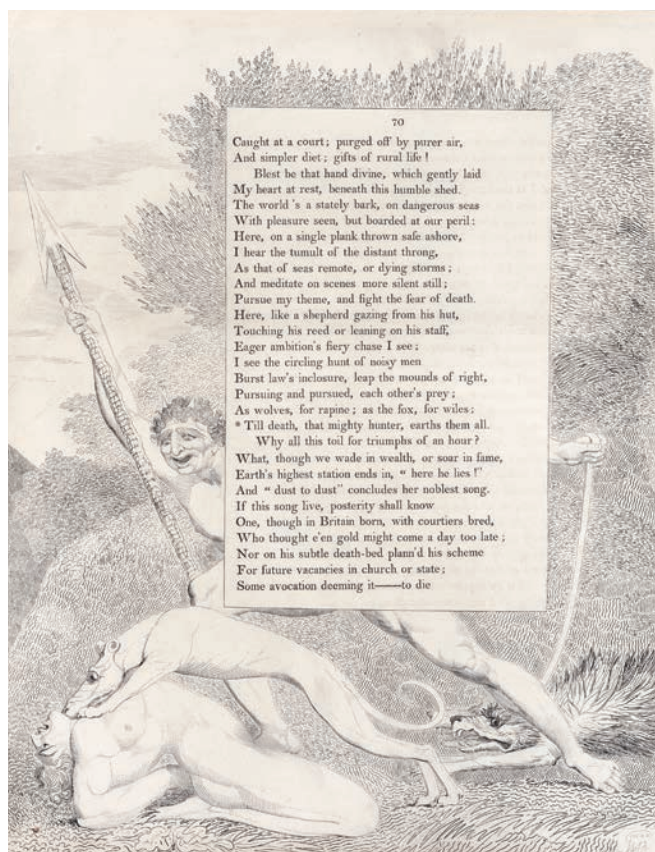 70
Caught at a court; purged off by purer air,
And simpler diet; gifts of rural life!
Blest be that hand divine, which gently laid
My heart at rest, beneath this humble shed.
The world 's a stately bark, on dangerous seas
With pleasure seen, but boarded at our peril:
Here, on a single plank thrown safe ashore,
I hear the tumult of the distant throng,
As that of seas remote, or dying storms;
And meditate on scenes more silent still;
Pursue my theme, and fight the fear of death.
Here, like a shepherd gazing from his hut,
Touching his reed or leaning on his staff,
Eager ambition's fiery chase I see;
I see the circling hunt of noisy men
Burst law's inclosure, leap the mounds of right,
Pursuing and pursued, each other's prey;
As wolves, for rapine; as the fox, for wiles;
* Till death, that mighty hunter, earths them all.
Why all this toil for triumphs of an hour?
What, though we wade in wealth, or soar in fame,
Earth's highest station ends in, “ here he lies!”
And “ dust to dust” concludes her noblest song.
If this song live, posterity shall know
One, though in Britain born, with courtiers bred,
Who thought e'en gold might come a day too late;
Nor on his subtle death-bed plann'd his scheme
For future vacancies in church or state;
Some avocation deeming it——to die